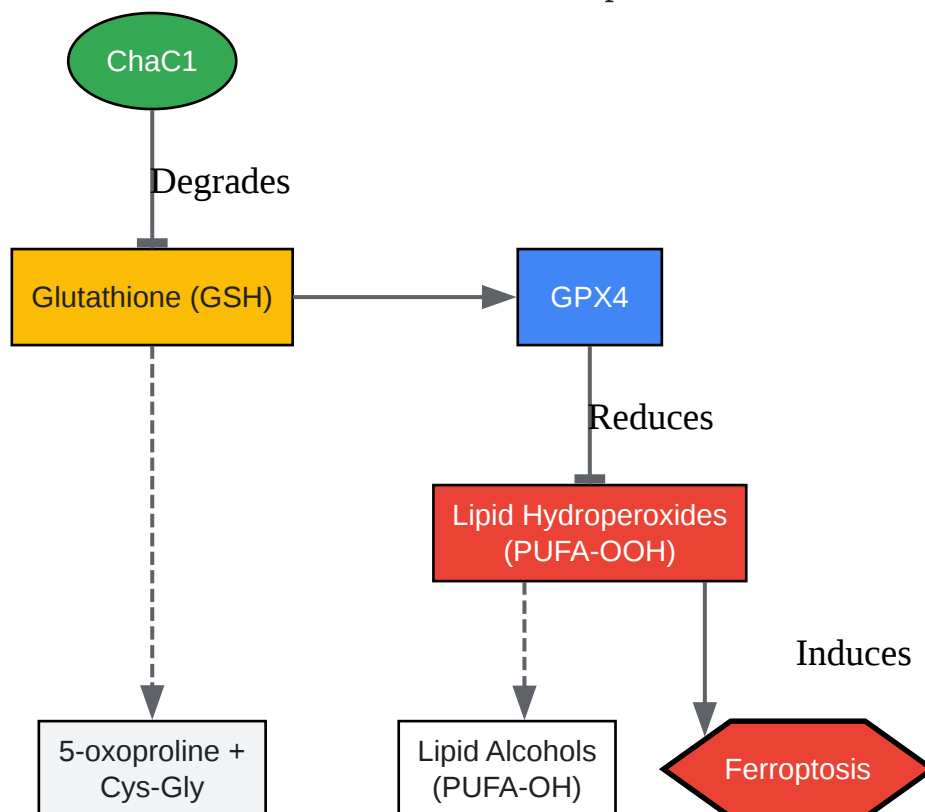 ChaC1
Degrades
Glutathione (GSH)
GPX4
Reduces
Lipid Hydroperoxides
(PUFA-OOH)
Induces
5-oxoproline +
Cys-Gly
Lipid Alcohols
(PUFA-OH)
Ferroptosis